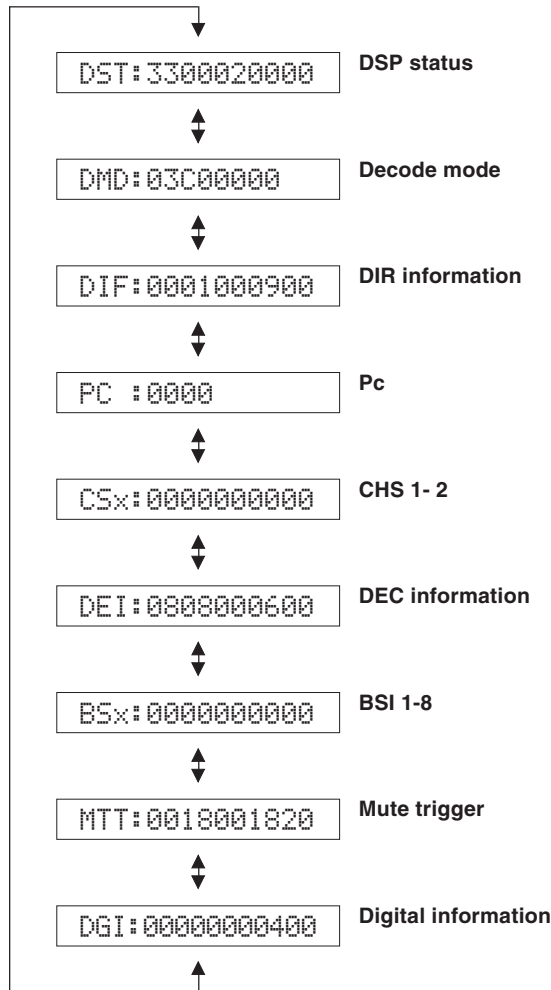 DST:3300020000 DSP status
DMD:03C00000 Decode mode
DIF:0001000900 DIR information
PC :0000 Pc
CSx:0000000000 CHS 1- 2
DEI:0808000600 DEC information
BSx:0000000000 BSI 1-8
MTT:0018001820 Mute trigger
DGI:00000000400 Digital information